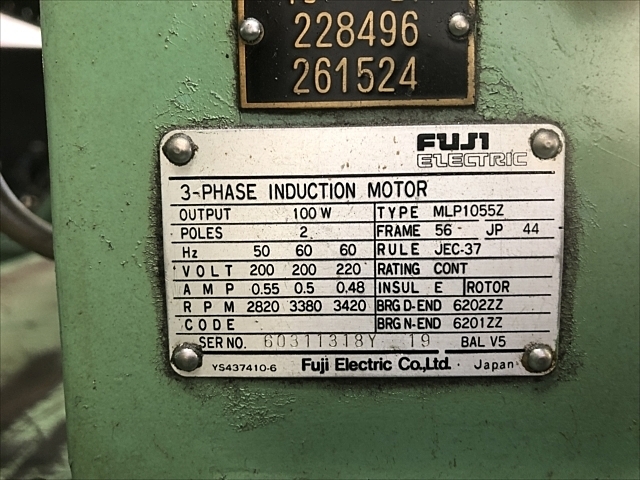 228496
261524
FUJI
ELECTRIC
3-PHASE INDUCTION MOTOR
OUTPUT 100 W TYPE MLP1055Z
POLES 2 FRAME 56 JP 44
Hz 50 60 60 RULE JEC-37
VOLT 200 200 220 RATING CONT
AMP 0.55 0.5 0.48 INSUL E ROTOR
RPM 2820 3380 3420 BRG D-END 6202ZZ
CODE BRG N-END 6201ZZ
SER NO. 60311318Y 19 BAL V5
YS437410-6 Fuji Electric Co.,Ltd. Japan